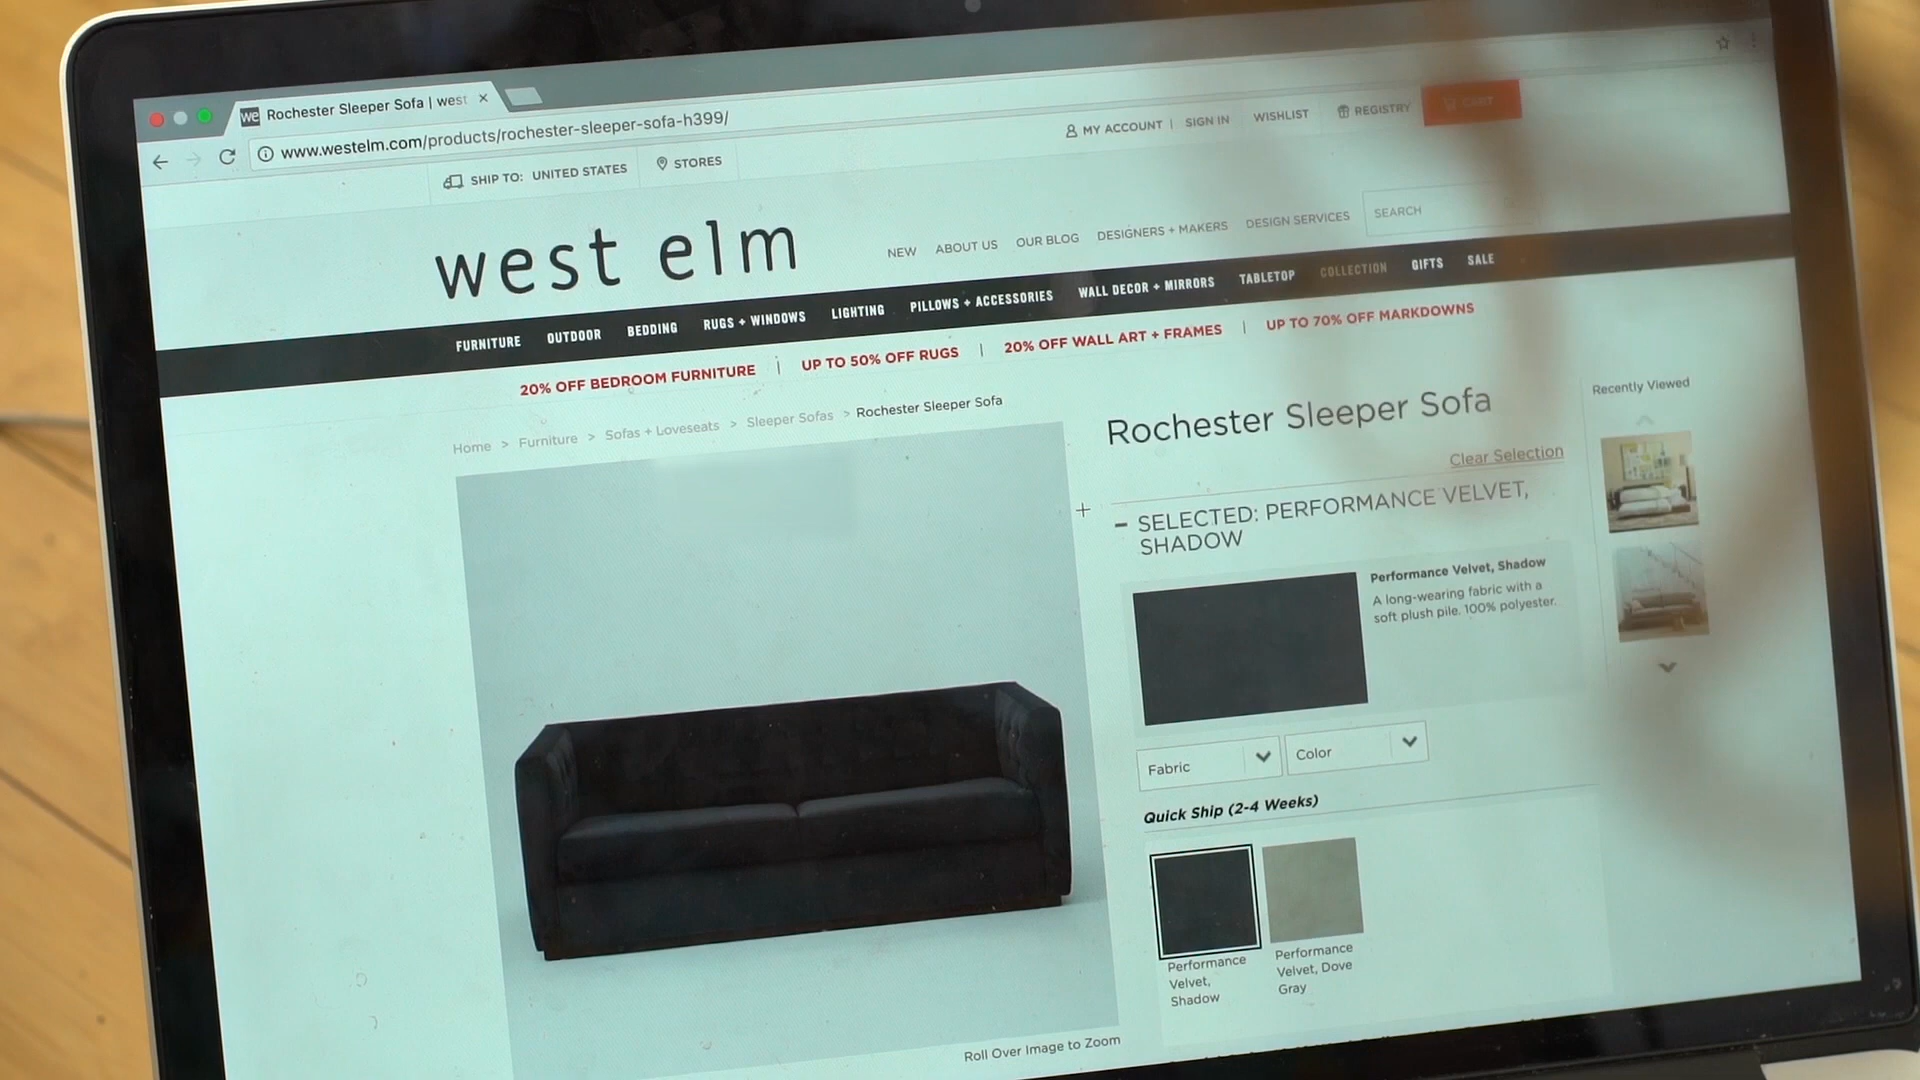 we Rochester Sleeper Sofa | west
www.westelm.com/products/rochester-sleeper-sofa-h399/
MY ACCOUNT | SIGN IN WISHLIST REGISTRY CART
SHIP TO: UNITED STATES STORES
west elm
NEW ABOUT US OUR BLOG DESIGNERS + MAKERS DESIGN SERVICES SEARCH
FURNITURE OUTDOOR BEDDING RUGS + WINDOWS LIGHTING PILLOWS + ACCESSORIES WALL DECOR + MIRRORS TABLETOP COLLECTION GIFTS SALE
20% OFF BEDROOM FURNITURE | UP TO 50% OFF RUGS | 20% OFF WALL ART + FRAMES | UP TO 70% OFF MARKDOWNS
Home > Furniture > Sofas + Loveseats > Sleeper Sofas > Rochester Sleeper Sofa
Rochester Sleeper Sofa
Recently Viewed
Clear Selection
+
– SELECTED: PERFORMANCE VELVET,
SHADOW
Performance Velvet, Shadow
A long-wearing fabric with a
soft plush pile. 100% polyester.
Fabric Color
Quick Ship (2-4 Weeks)
Performance
Velvet,
Shadow
Performance
Velvet, Dove
Gray
Roll Over Image to Zoom